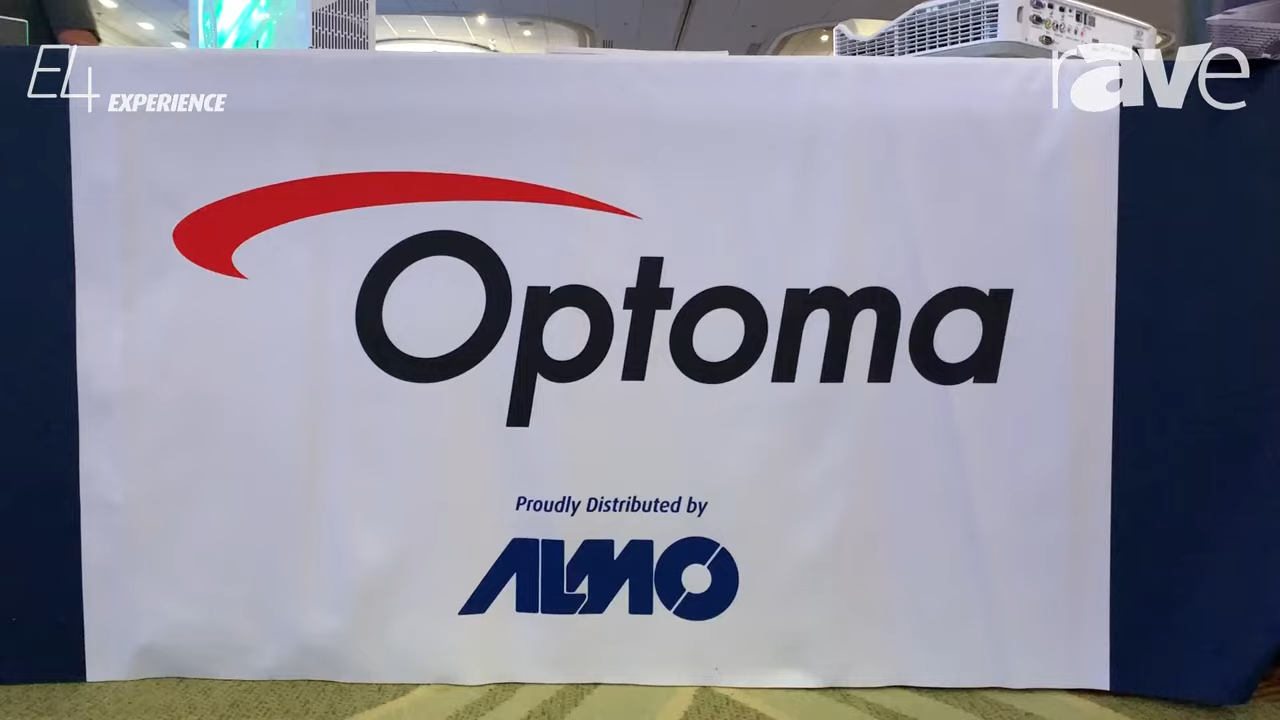 E4 EXPERIENCE
rAVe
Optoma
Proudly Distributed by
ALMO